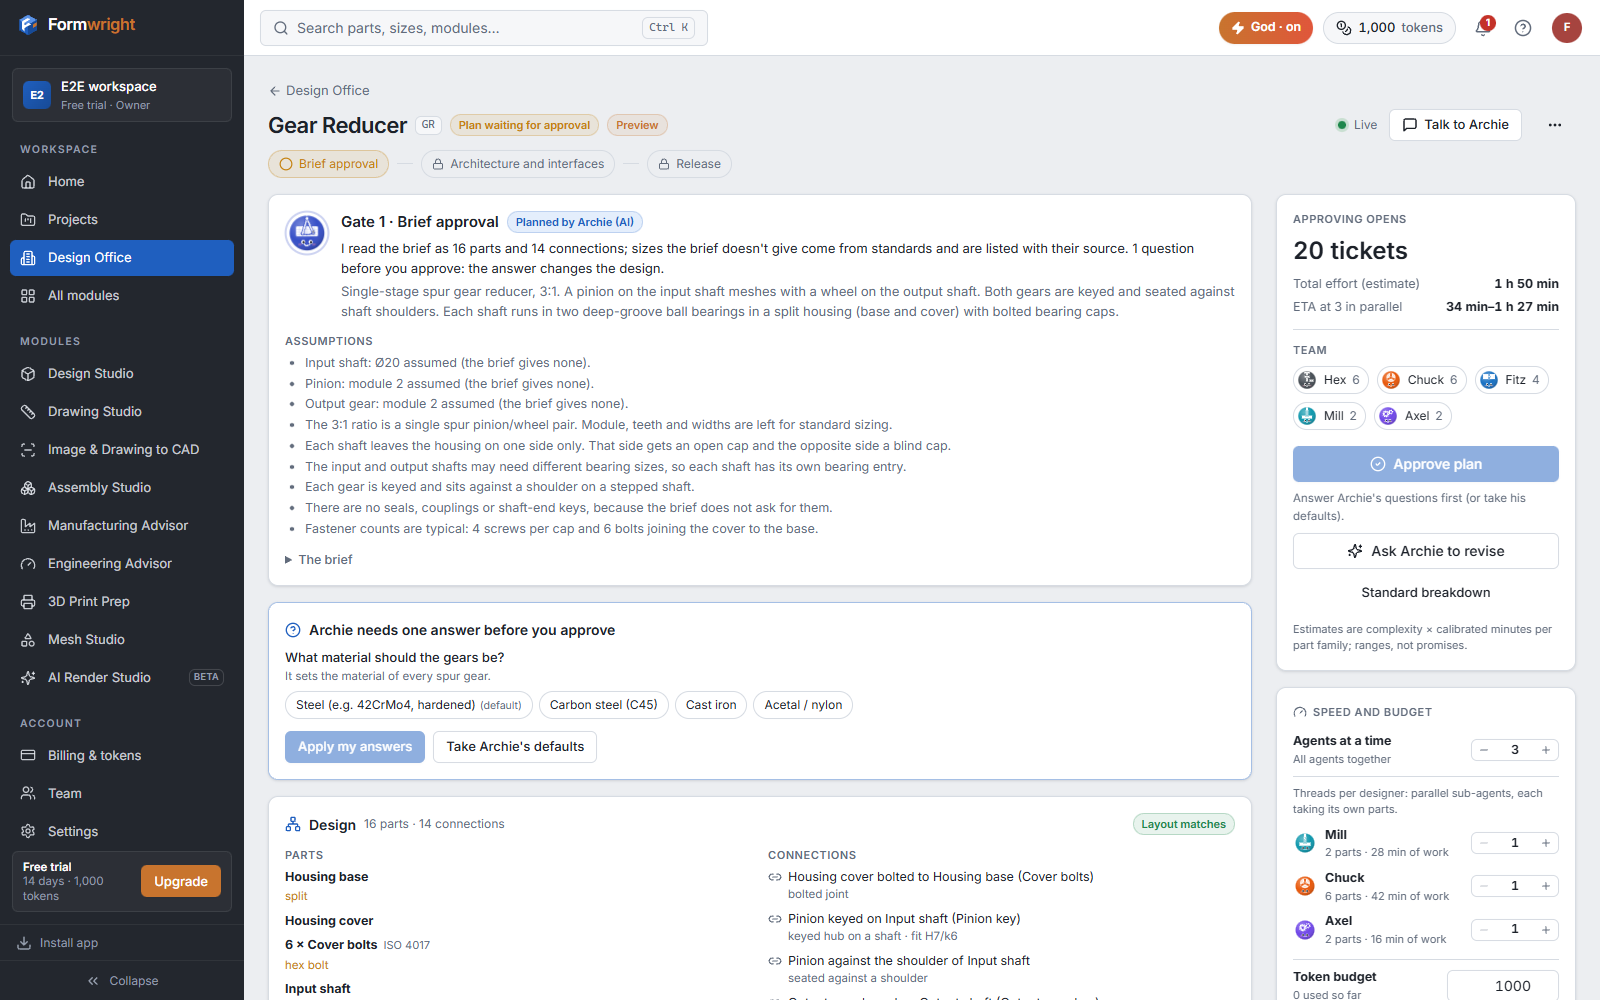 Formwright
Search parts, sizes, modules...
Ctrl K
God · on
1,000 tokens
1
F
E2
E2E workspace
Free trial · Owner
WORKSPACE
Home
Projects
Design Office
All modules
MODULES
Design Studio
Drawing Studio
Image & Drawing to CAD
Assembly Studio
Manufacturing Advisor
Engineering Advisor
3D Print Prep
Mesh Studio
AI Render Studio
BETA
ACCOUNT
Billing & tokens
Team
Settings
Free trial
14 days · 1,000
tokens
Upgrade
Install app
Collapse
Design Office
Gear Reducer
GR
Plan waiting for approval
Preview
Live
Talk to Archie
Brief approval
Architecture and interfaces
Release
Gate 1 · Brief approval
Planned by Archie (AI)
I read the brief as 16 parts and 14 connections; sizes the brief doesn't give come from standards and are listed with their source. 1 question
before you approve: the answer changes the design.
Single-stage spur gear reducer, 3:1. A pinion on the input shaft meshes with a wheel on the output shaft. Both gears are keyed and seated against
shaft shoulders. Each shaft runs in two deep-groove ball bearings in a split housing (base and cover) with bolted bearing caps.
ASSUMPTIONS
• Input shaft: Ø20 assumed (the brief gives none).
• Pinion: module 2 assumed (the brief gives none).
• Output gear: module 2 assumed (the brief gives none).
• The 3:1 ratio is a single spur pinion/wheel pair. Module, teeth and widths are left for standard sizing.
• Each shaft leaves the housing on one side only. That side gets an open cap and the opposite side a blind cap.
• The input and output shafts may need different bearing sizes, so each shaft has its own bearing entry.
• Each gear is keyed and sits against a shoulder on a stepped shaft.
• There are no seals, couplings or shaft-end keys, because the brief does not ask for them.
• Fastener counts are typical: 4 screws per cap and 6 bolts joining the cover to the base.
The brief
Archie needs one answer before you approve
What material should the gears be?
It sets the material of every spur gear.
Steel (e.g. 42CrMo4, hardened) (default)
Carbon steel (C45)
Cast iron
Acetal / nylon
Apply my answers
Take Archie's defaults
Design
16 parts · 14 connections
Layout matches
PARTS
Housing base
split
Housing cover
6 × Cover bolts ISO 4017
hex bolt
Input shaft
CONNECTIONS
Housing cover bolted to Housing base (Cover bolts)
bolted joint
Pinion keyed on Input shaft (Pinion key)
keyed hub on a shaft · fit H7/k6
Pinion against the shoulder of Input shaft
seated against a shoulder
APPROVING OPENS
20 tickets
Total effort (estimate)
1 h 50 min
ETA at 3 in parallel
34 min–1 h 27 min
TEAM
Hex 6
Chuck 6
Fitz 4
Mill 2
Axel 2
Approve plan
Answer Archie's questions first (or take his
defaults).
Ask Archie to revise
Standard breakdown
Estimates are complexity × calibrated minutes per
part family; ranges, not promises.
SPEED AND BUDGET
Agents at a time
All agents together
− 3 +
Threads per designer: parallel sub-agents, each
taking its own parts.
Mill
2 parts · 28 min of work
− 1 +
Chuck
6 parts · 42 min of work
− 1 +
Axel
2 parts · 16 min of work
− 1 +
Token budget
0 used so far
1000